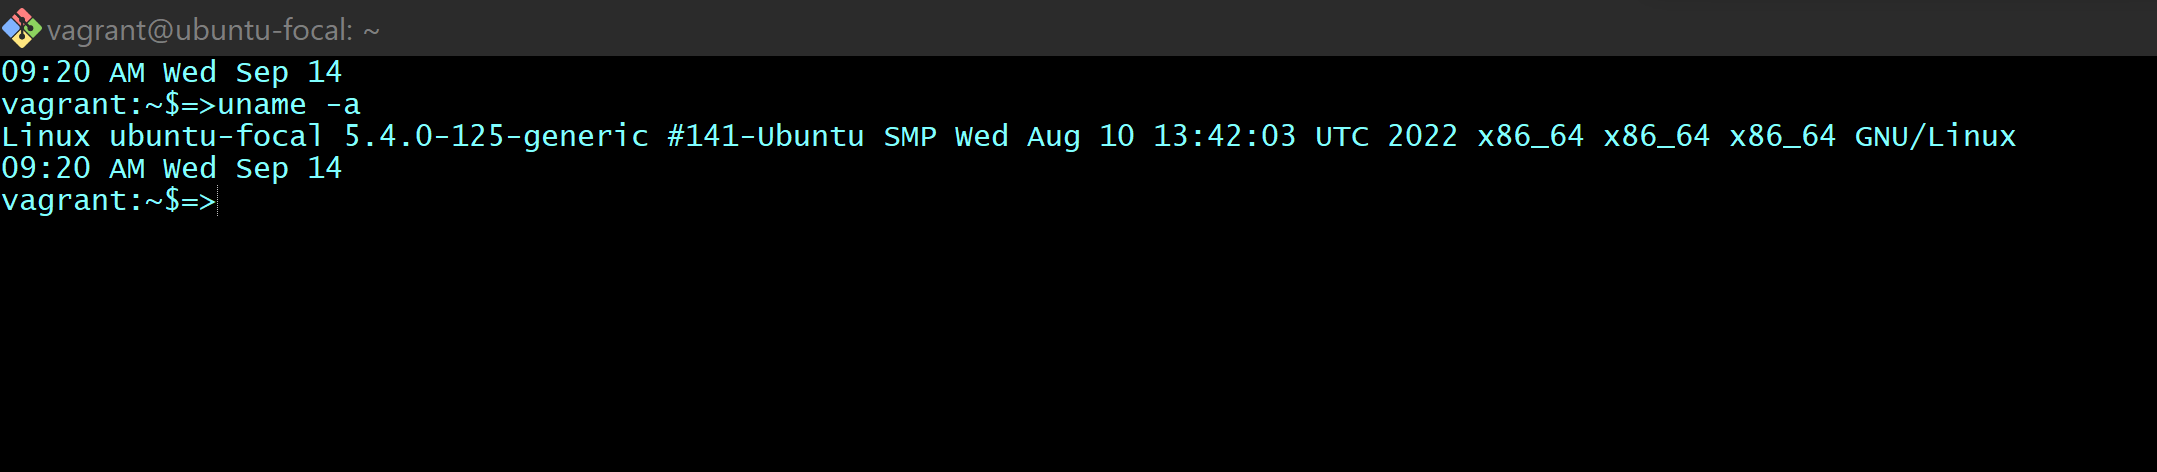 vagrant@ubuntu-focal: ~
09:20 AM Wed Sep 14
vagrant:~$=>uname -a
Linux ubuntu-focal 5.4.0-125-generic #141-Ubuntu SMP Wed Aug 10 13:42:03 UTC 2022 x86_64 x86_64 x86_64 GNU/Linux
09:20 AM Wed Sep 14
vagrant:~$=>